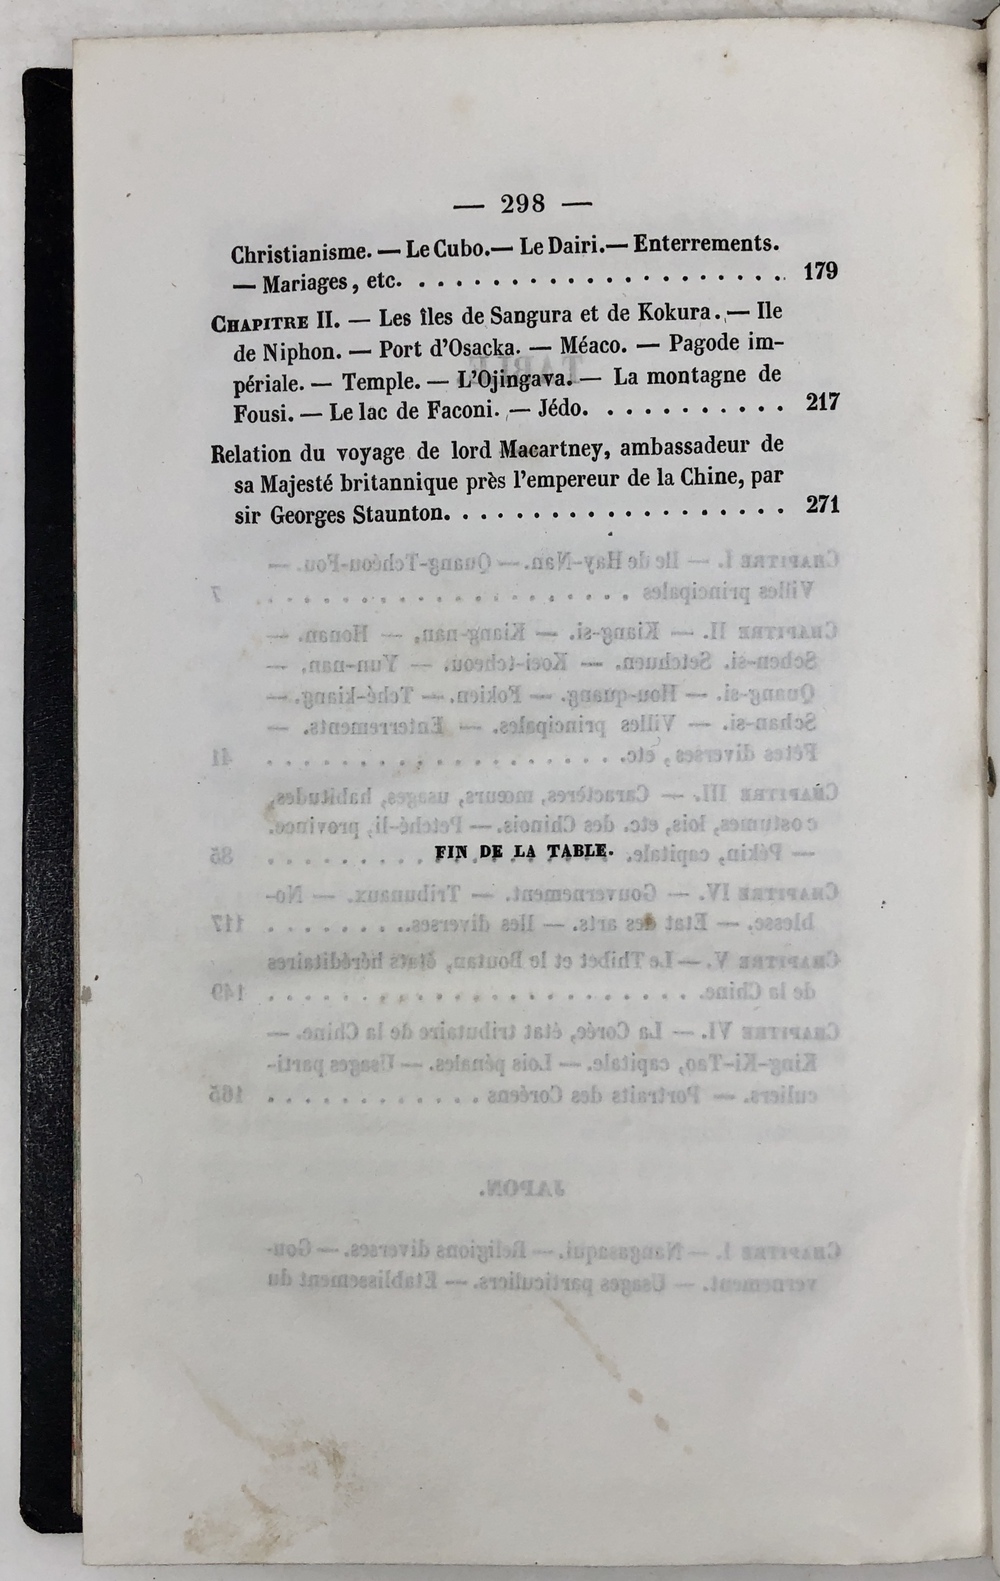 — 298 —
Christianisme. — Le Cubo. — Le Dairi. — Enterrements.
— Mariages, etc. . . . . . . . . . . . . . . . . . . . . 179
CHAPITRE II. — Les îles de Sangura et de Kokura. — Ile
de Niphon. — Port d'Osacka. — Méaco. — Pagode im-
périale. — Temple. — L'Ojingava. — La montagne de
Fousi. — Le lac de Faconi. — Jédo. . . . . . . . . . . 217
Relation du voyage de lord Macartney, ambassadeur de
sa Majesté britannique près l'empereur de la Chine, par
sir Georges Staunton. . . . . . . . . . . . . . . . . . . 271
FIN DE LA TABLE.